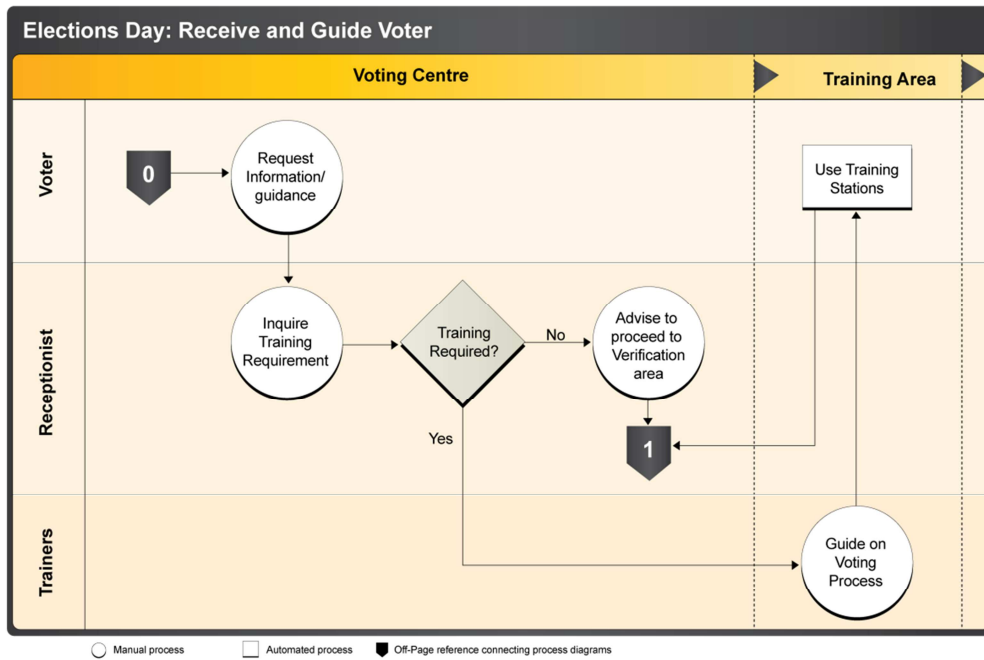 Elections Day: Receive and Guide Voter
Voting Centre
Training Area
Voter
0
Request
Information/
guidance
Use Training
Stations
Receptionist
Inquire
Training
Requirement
Training
Required?
No
Advise to
proceed to
Verification
area
Yes
1
Trainers
Guide on
Voting
Process
Manual process
Automated process
Off-Page reference connecting process diagrams